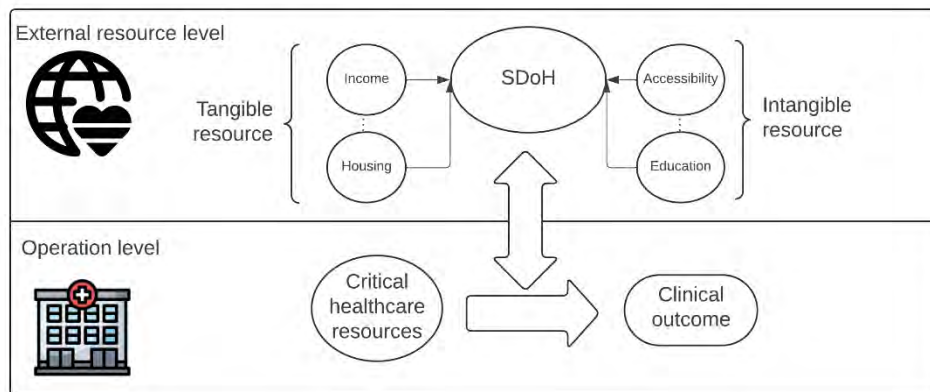 External resource level
Tangible
resource
Income
Housing
SDoH
Accessibility
Education
Intangible
resource
Operation level
Critical
healthcare
resources
Clinical
outcome